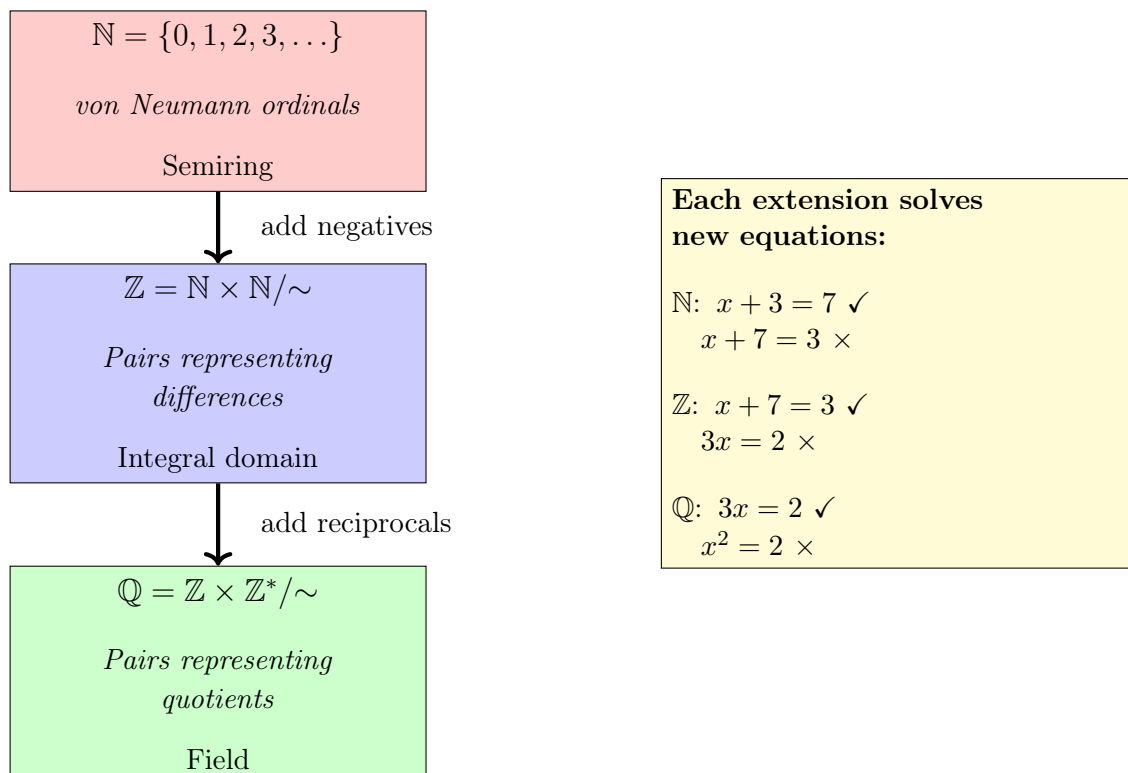 ℕ = {0, 1, 2, 3, . . .}
von Neumann ordinals
Semiring
add negatives
ℤ = ℕ × ℕ/∼
Pairs representing
differences
Integral domain
add reciprocals
ℚ = ℤ × ℤ*/∼
Pairs representing
quotients
Field
Each extension solves
new equations:
ℕ: x + 3 = 7 ✓
x + 7 = 3 ×
ℤ: x + 7 = 3 ✓
3x = 2 ×
ℚ: 3x = 2 ✓
x² = 2 ×